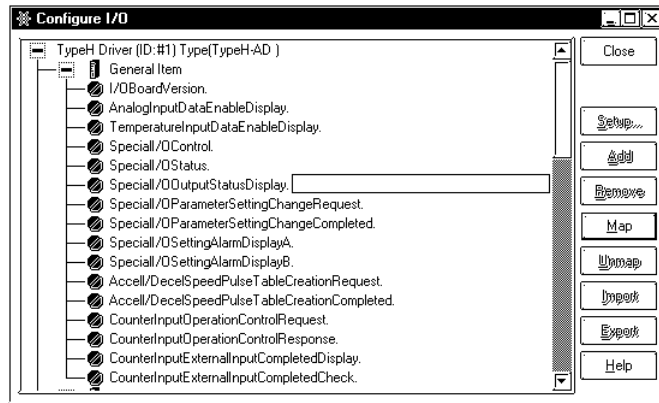 Configure I/O
TypeH Driver (ID:#1) Type(TypeH-AD )
Close
General Item
I/OBoardVersion.
AnalogInputDataEnableDisplay.
TemperatureInputDataEnableDisplay.
Setup...
SpecialI/OControl.
Add
SpecialI/OStatus.
SpecialI/OOutputStatusDisplay.
Remove
SpecialI/OParameterSettingChangeRequest.
SpecialI/OParameterSettingChangeCompleted.
Map
SpecialI/OSettingAlarmDisplayA.
SpecialI/OSettingAlarmDisplayB.
Unmap
Accell/DecelSpeedPulseTableCreationRequest.
Import
Accell/DecelSpeedPulseTableCreationCompleted.
CounterInputOperationControlRequest.
Export
CounterInputOperationControlResponse.
CounterInputExternalInputCompletedDisplay.
Help
CounterInputExternalInputCompletedCheck.